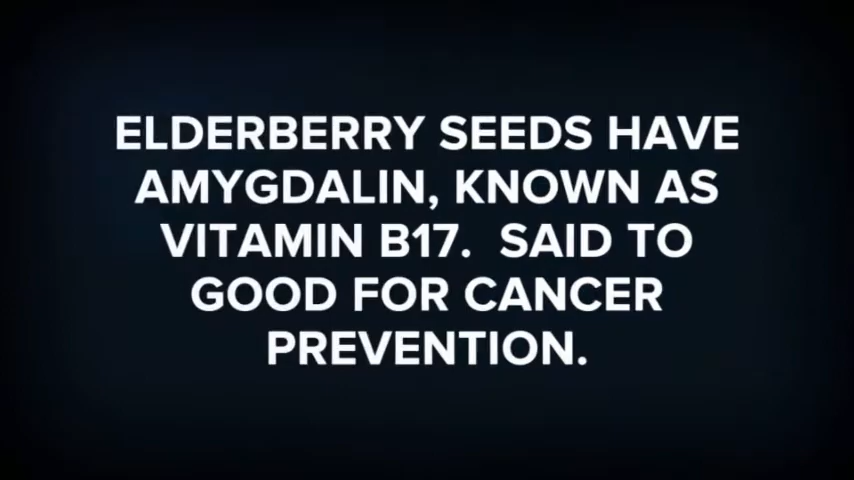 ELDERBERRY SEEDS HAVE
AMYGDALIN, KNOWN AS
VITAMIN B17.  SAID TO
GOOD FOR CANCER
PREVENTION.